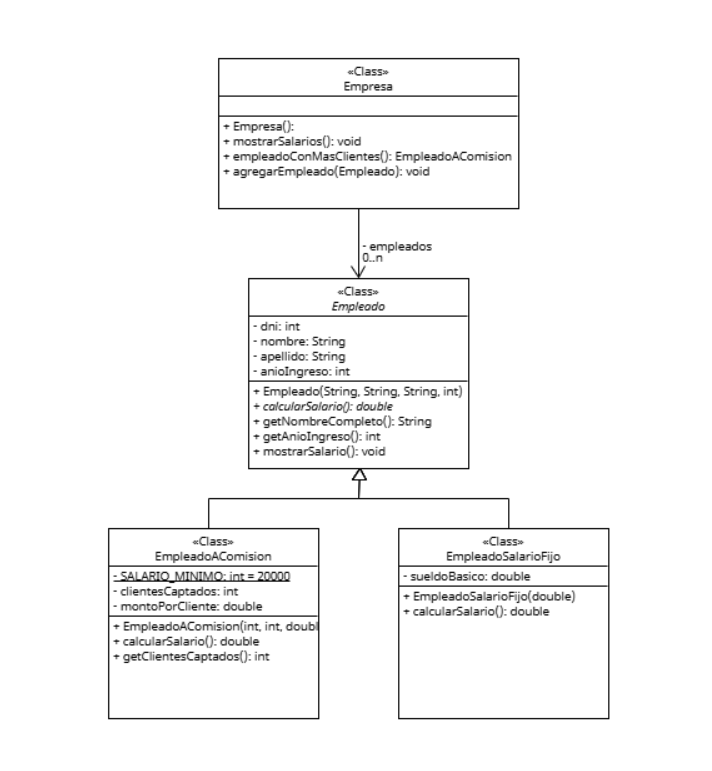 «Class»
Empresa
+ Empresa():
+ mostrarSalarios(): void
+ empleadoConMasClientes(): EmpleadoAComision
+ agregarEmpleado(Empleado): void
- empleados
0..n
«Class»
Empleado
- dni: int
- nombre: String
- apellido: String
- anioIngreso: int
+ Empleado(String, String, String, int)
+ calcularSalario(): double
+ getNombreCompleto(): String
+ getAnioIngreso(): int
+ mostrarSalario(): void
«Class»
EmpleadoAComision
- SALARIO_MINIMO: int = 20000
- clientesCaptados: int
- montoPorCliente: double
+ EmpleadoAComision(int, int, doubl
+ calcularSalario(): double
+ getClientesCaptados(): int
«Class»
EmpleadoSalarioFijo
- sueldoBasico: double
+ EmpleadoSalarioFijo(double)
+ calcularSalario(): double